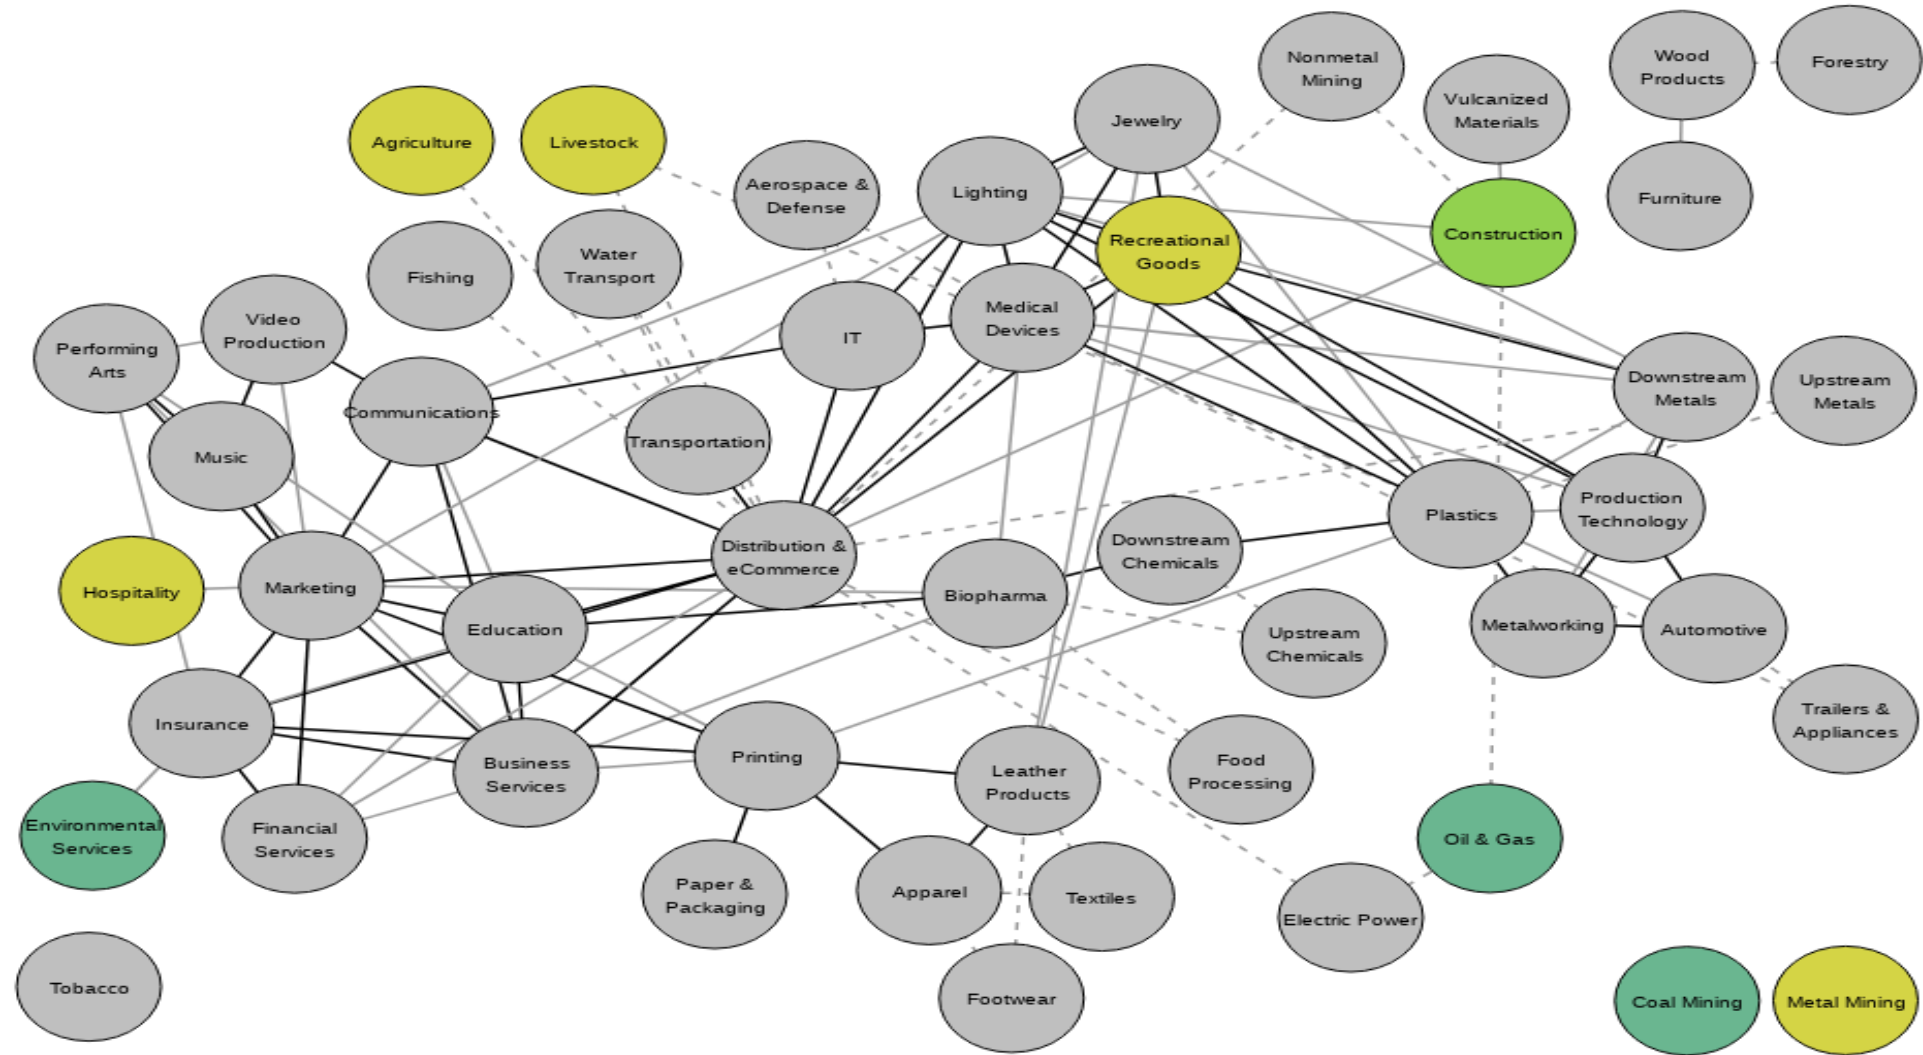 Wood
Products
Forestry
Nonmetal
Mining
Vulcanized
Materials
Jewelry
Agriculture
Livestock
Aerospace &
Defense
Lighting
Furniture
Construction
Recreational
Goods
Fishing
Water
Transport
Medical
Devices
IT
Video
Production
Performing
Arts
Communications
Downstream
Metals
Upstream
Metals
Transportation
Music
Plastics
Production
Technology
Downstream
Chemicals
Distribution &
eCommerce
Hospitality
Marketing
Biopharma
Education
Upstream
Chemicals
Metalworking
Automotive
Insurance
Trailers &
Appliances
Business
Services
Printing
Leather
Products
Food
Processing
Environmental
Services
Financial
Services
Oil & Gas
Paper &
Packaging
Apparel
Textiles
Electric Power
Tobacco
Footwear
Coal Mining
Metal Mining